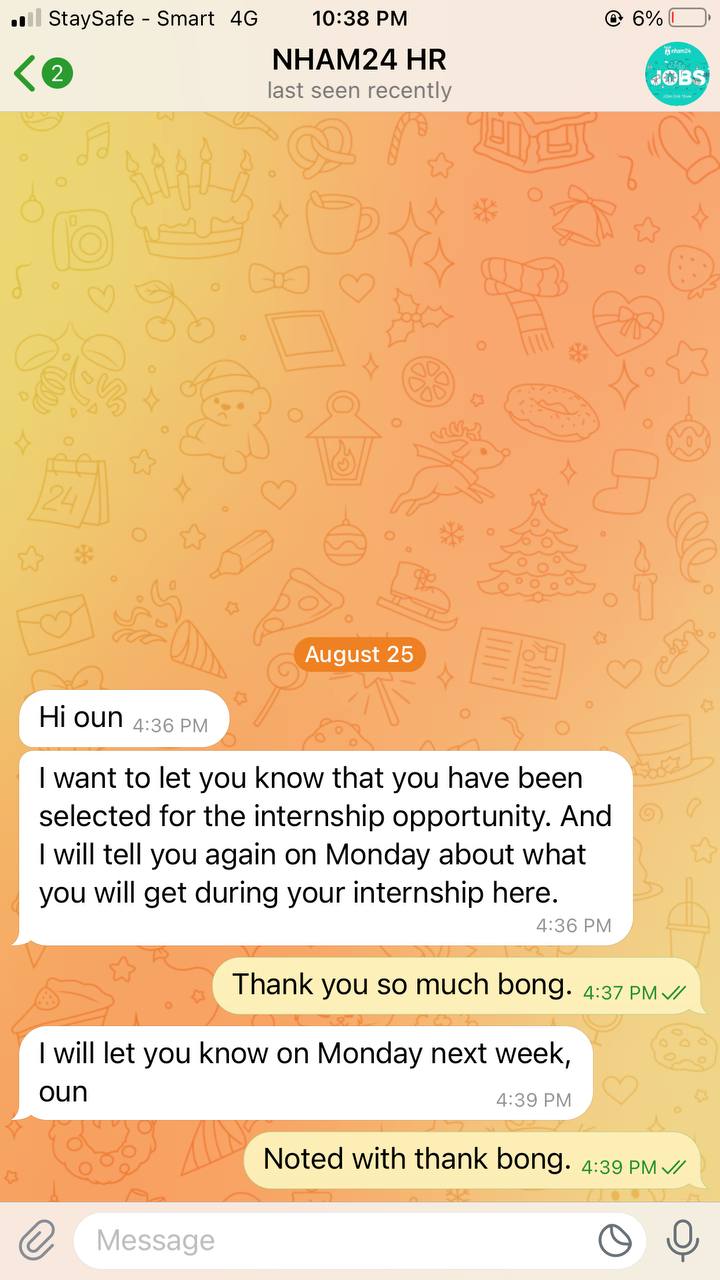 StaySafe - Smart 4G 10:38 PM 6%
2
NHAM24 HR
last seen recently
nham24
JOBS
24
August 25
Hi oun 4:36 PM
I want to let you know that you have been
selected for the internship opportunity. And
I will tell you again on Monday about what
you will get during your internship here.
4:36 PM
Thank you so much bong. 4:37 PM
I will let you know on Monday next week,
oun 4:39 PM
Noted with thank bong. 4:39 PM
Message